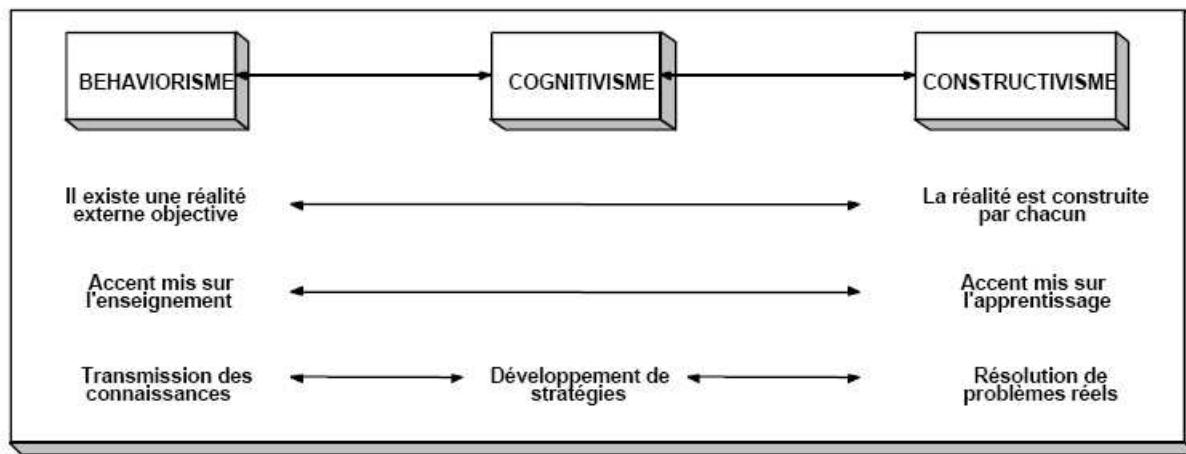 BEHAVIORISME
COGNITIVISME
CONSTRUCTIVISME
Il existe une réalité
externe objective
La réalité est construite
par chacun
Accent mis sur
l'enseignement
Accent mis sur
l'apprentissage
Transmission des
connaissances
Développement de
stratégies
Résolution de
problèmes réels